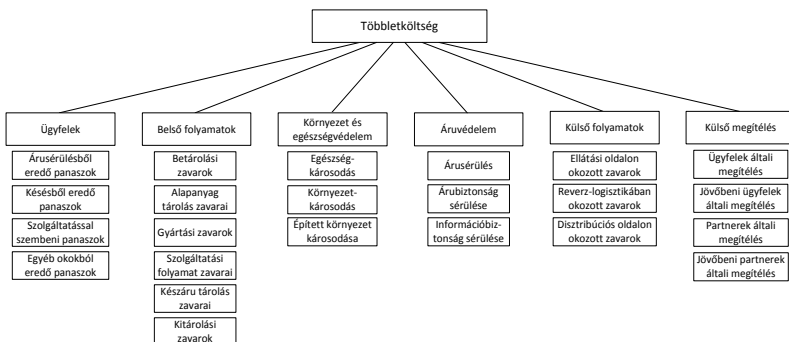 Többletköltség
Ügyfelek
Árusérülésből
eredő panaszok
Késésből eredő
panaszok
Szolgáltatással
szembeni panaszok
Egyéb okokból
eredő panaszok
Belső folyamatok
Betárolási
zavarok
Alapanyag
tárolás zavarai
Gyártási zavarok
Szolgáltatási
folyamat zavarai
Készáru tárolás
zavarai
Kitárolási
zavarok
Környezet és
egészségvédelem
Egészség-
károsodás
Környezet-
károsodás
Épített környezet
károsodása
Áruvédelem
Árusérülés
Árubiztonság
sérülése
Információbiz-
tonság sérülése
Külső folyamatok
Ellátási oldalon
okozott zavarok
Reverz-logisztikában
okozott zavarok
Disztribúciós oldalon
okozott zavarok
Külső megítélés
Ügyfelek általi
megítélés
Jövőbeni ügyfelek
általi megítélés
Partnerek általi
megítélés
Jövőbeni partnerek
általi megítélés